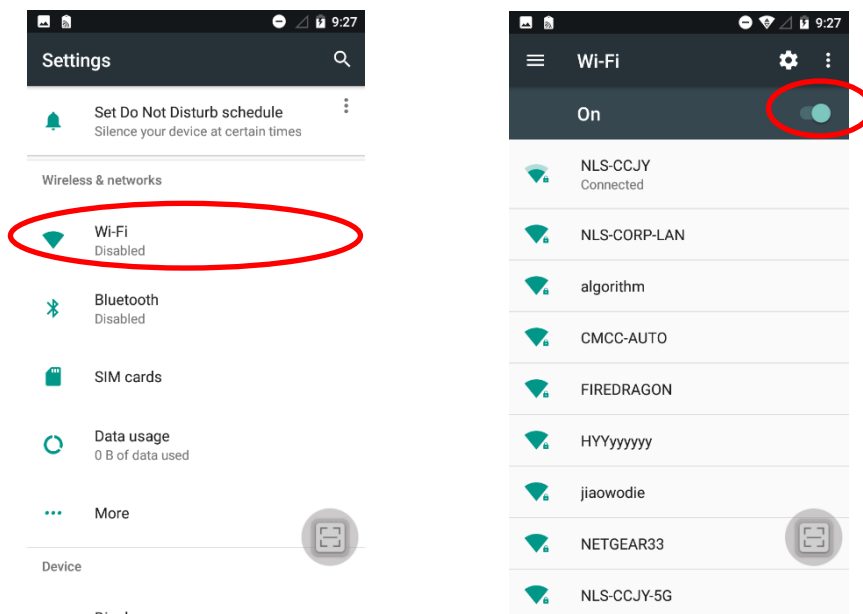 9:27
Settings
Set Do Not Disturb schedule
Silence your device at certain times
Wireless & networks
Wi-Fi
Disabled
Bluetooth
Disabled
SIM cards
Data usage
0 B of data used
More
Device
9:27
Wi-Fi
On
NLS-CCJY
Connected
NLS-CORP-LAN
algorithm
CMCC-AUTO
FIREDRAGON
HYYyyyyyy
jiaowodie
NETGEAR33
NLS-CCJY-5G